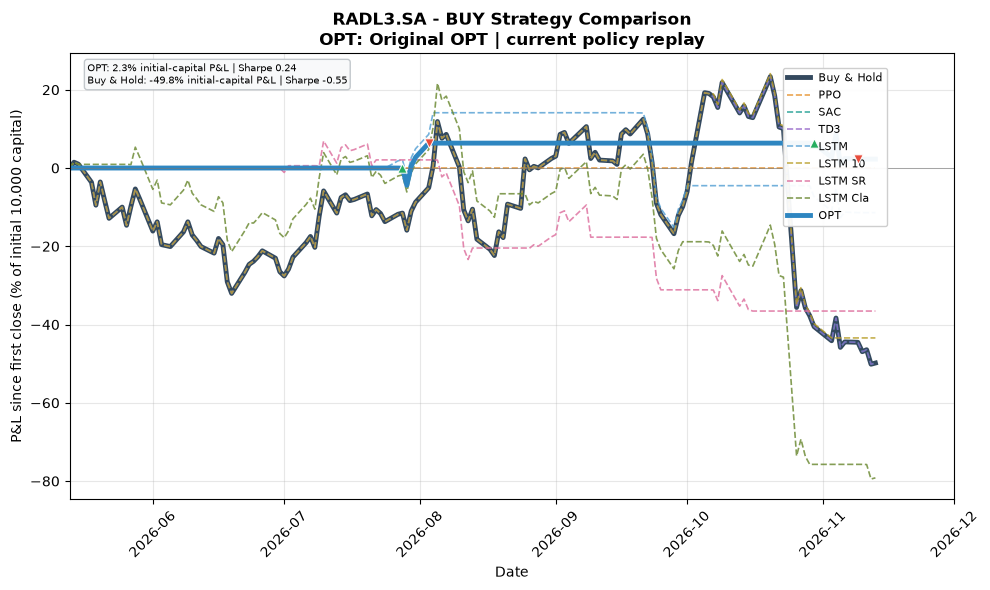 RADL3.SA - BUY Strategy Comparison
OPT: Original OPT | current policy replay
OPT: 2.3% initial-capital P&L | Sharpe 0.24
Buy & Hold: -49.8% initial-capital P&L | Sharpe -0.55
Buy & Hold
PPO
SAC
TD3
LSTM
LSTM 10
LSTM SR
LSTM Cla
OPT
P&L since first close (% of initial 10,000 capital)
20
0
−20
−40
−60
−80
2026-06
2026-07
2026-08
2026-09
2026-10
2026-11
2026-12
Date